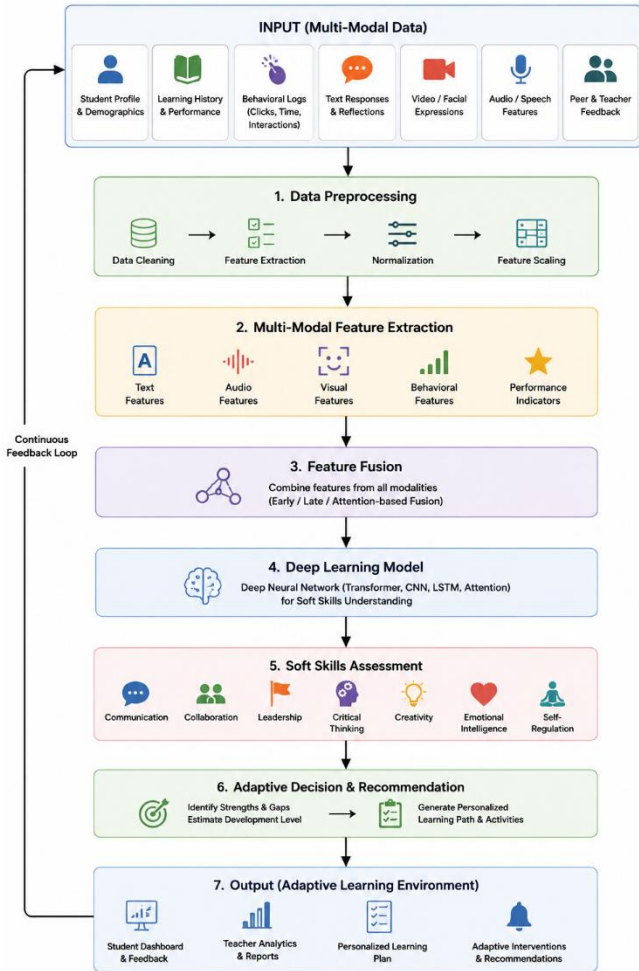 INPUT (Multi-Modal Data)
Student Profile
& Demographics
Learning History
& Performance
Behavioral Logs
(Clicks, Time,
Interactions)
Text Responses
& Reflections
Video / Facial
Expressions
Audio / Speech
Features
Peer & Teacher
Feedback
1. Data Preprocessing
Data Cleaning
Feature Extraction
Normalization
Feature Scaling
2. Multi-Modal Feature Extraction
A
Text
Features
Audio
Features
Visual
Features
Behavioral
Features
Performance
Indicators
Continuous
Feedback Loop
3. Feature Fusion
Combine features from all modalities
(Early / Late / Attention-based Fusion)
4. Deep Learning Model
Deep Neural Network (Transformer, CNN, LSTM, Attention)
for Soft Skills Understanding
5. Soft Skills Assessment
Communication
Collaboration
Leadership
Critical
Thinking
Creativity
Emotional
Intelligence
Self-
Regulation
6. Adaptive Decision & Recommendation
Identify Strengths & Gaps
Estimate Development Level
Generate Personalized
Learning Path & Activities
7. Output (Adaptive Learning Environment)
Student Dashboard
& Feedback
Teacher Analytics
& Reports
Personalized Learning
Plan
Adaptive Interventions
& Recommendations